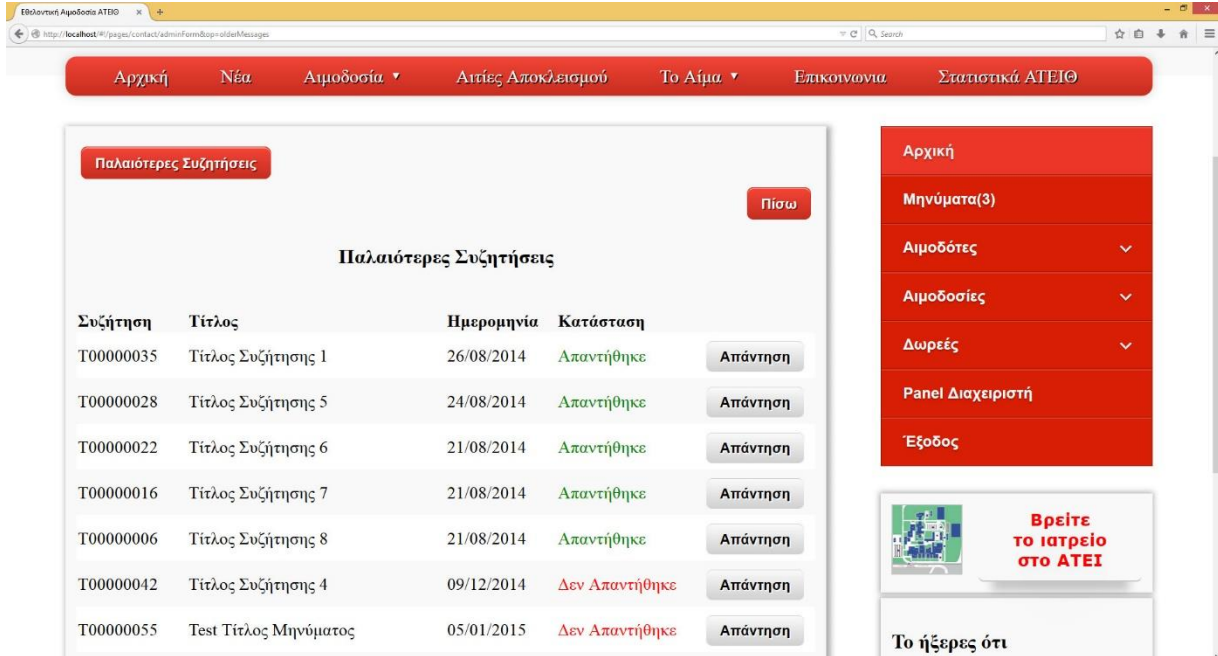 Εθελοντική Αιμοδοσία ΑΤΕΙΘ
http://localhost/#!/pages/contact/adminForm&top=olderMessages
Search
Αρχική Νέα Αιμοδοσία ▼ Αιτίες Αποκλεισμού Το Αίμα ▼ Επικοινωνια Στατιστικά ΑΤΕΙΘ
Παλαιότερες Συζητήσεις
Πίσω
Παλαιότερες Συζητήσεις
Συζήτηση Τίτλος Ημερομηνία Κατάσταση
T00000035 Τίτλος Συζήτησης 1 26/08/2014 Απαντήθηκε Απάντηση
T00000028 Τίτλος Συζήτησης 5 24/08/2014 Απαντήθηκε Απάντηση
T00000022 Τίτλος Συζήτησης 6 21/08/2014 Απαντήθηκε Απάντηση
T00000016 Τίτλος Συζήτησης 7 21/08/2014 Απαντήθηκε Απάντηση
T00000006 Τίτλος Συζήτησης 8 21/08/2014 Απαντήθηκε Απάντηση
T00000042 Τίτλος Συζήτησης 4 09/12/2014 Δεν Απαντήθηκε Απάντηση
T00000055 Test Τίτλος Μηνύματος 05/01/2015 Δεν Απαντήθηκε Απάντηση
Αρχική
Μηνύματα(3)
Αιμοδότες
Αιμοδοσίες
Δωρεές
Panel Διαχειριστή
Έξοδος
Βρείτε
το ιατρείο
στο ΑΤΕΙ
Το ήξερες ότι